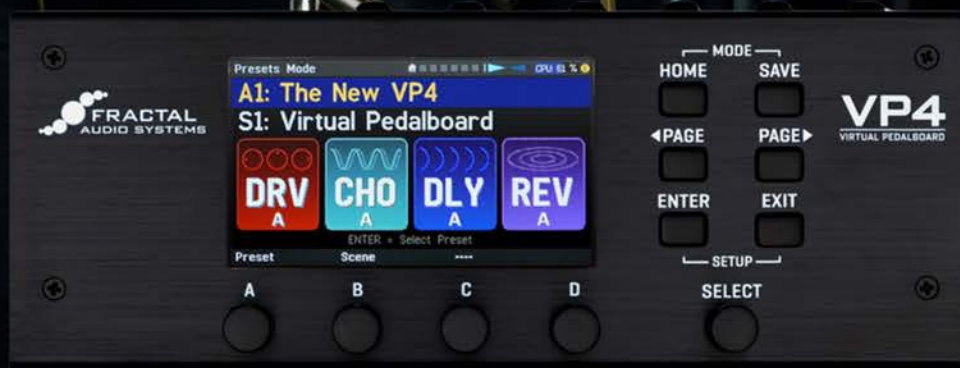 MODE
HOME SAVE
◀PAGE PAGE▶
ENTER EXIT
SETUP
SELECT
FRACTAL
AUDIO SYSTEMS
VP4
VIRTUAL PEDALBOARD
Presets Mode CPU: 61 %
A1: The New VP4
S1: Virtual Pedalboard
DRV CHO DLY REV
A A A A
ENTER = Select Preset
Preset Scene ----
A B C D